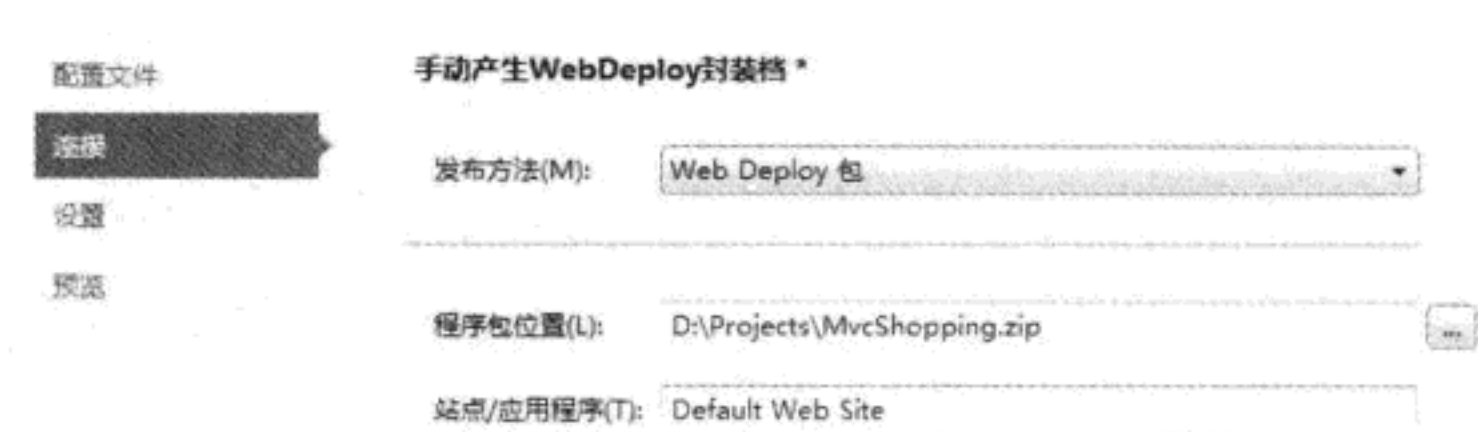 配置文件
连接
设置
预览
手动产生WebDeploy封装档 *
发布方法(M):
Web Deploy 包
程序包位置(L):
D:\Projects\MvcShopping.zip
...
站点/应用程序(T):
Default Web Site